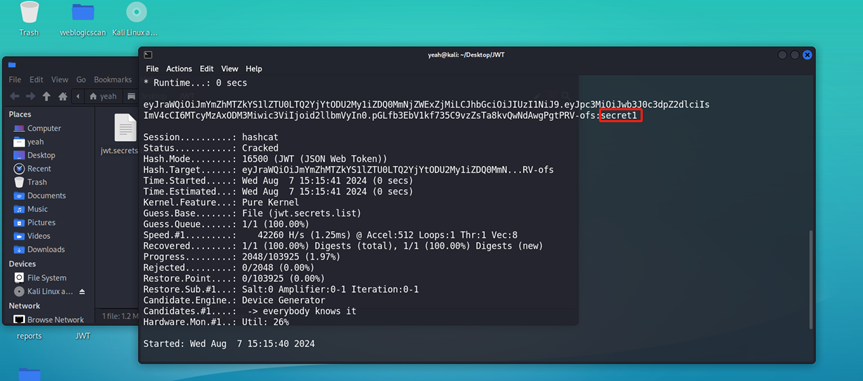 Trash
weblogicscan
Kali Linux a...
File Edit View Go Bookmarks
yeah
Places
Computer
yeah
Desktop
Recent
Trash
Documents
Music
Pictures
Videos
Downloads
Devices
File System
Kali Linux a...
Network
Browse Network
jwt.secrets
1 file: 1.2 M
yeah@kali: ~/Desktop/JWT
File Actions Edit View Help
* Runtime...: 0 secs
eyJraWQiOiJmYmZhMTZkYS1lZTU0LTQ2YjYtODU2My1iZDQ0MmNjZWExZjMiLCJhbGciOiJIUzI1NiJ9.eyJpc3MiOiJwb3J0c3dpZ2dlciIs
ImV4cCI6MTcyMzAxODM3Miwic3ViIjoid2llbmVyIn0.pGLfb3EbV1kf735C9vzZsTa8kvQwNdAwgPgtPRV-ofs:secret1
Session..........: hashcat
Status...........: Cracked
Hash.Mode........: 16500 (JWT (JSON Web Token))
Hash.Target......: eyJraWQiOiJmYmZhMTZkYS1lZTU0LTQ2YjYtODU2My1iZDQ0MmN...RV-ofs
Time.Started.....: Wed Aug  7 15:15:41 2024 (0 secs)
Time.Estimated...: Wed Aug  7 15:15:41 2024 (0 secs)
Kernel.Feature...: Pure Kernel
Guess.Base.......: File (jwt.secrets.list)
Guess.Queue......: 1/1 (100.00%)
Speed.#1.........:    42260 H/s (1.25ms) @ Accel:512 Loops:1 Thr:1 Vec:8
Recovered........: 1/1 (100.00%) Digests (total), 1/1 (100.00%) Digests (new)
Progress.........: 2048/103925 (1.97%)
Rejected.........: 0/2048 (0.00%)
Restore.Point....: 0/103925 (0.00%)
Restore.Sub.#1...: Salt:0 Amplifier:0-1 Iteration:0-1
Candidate.Engine.: Device Generator
Candidates.#1....:  -> everybody knows it
Hardware.Mon.#1..: Util: 26%
Started: Wed Aug  7 15:15:40 2024
reports
JWT